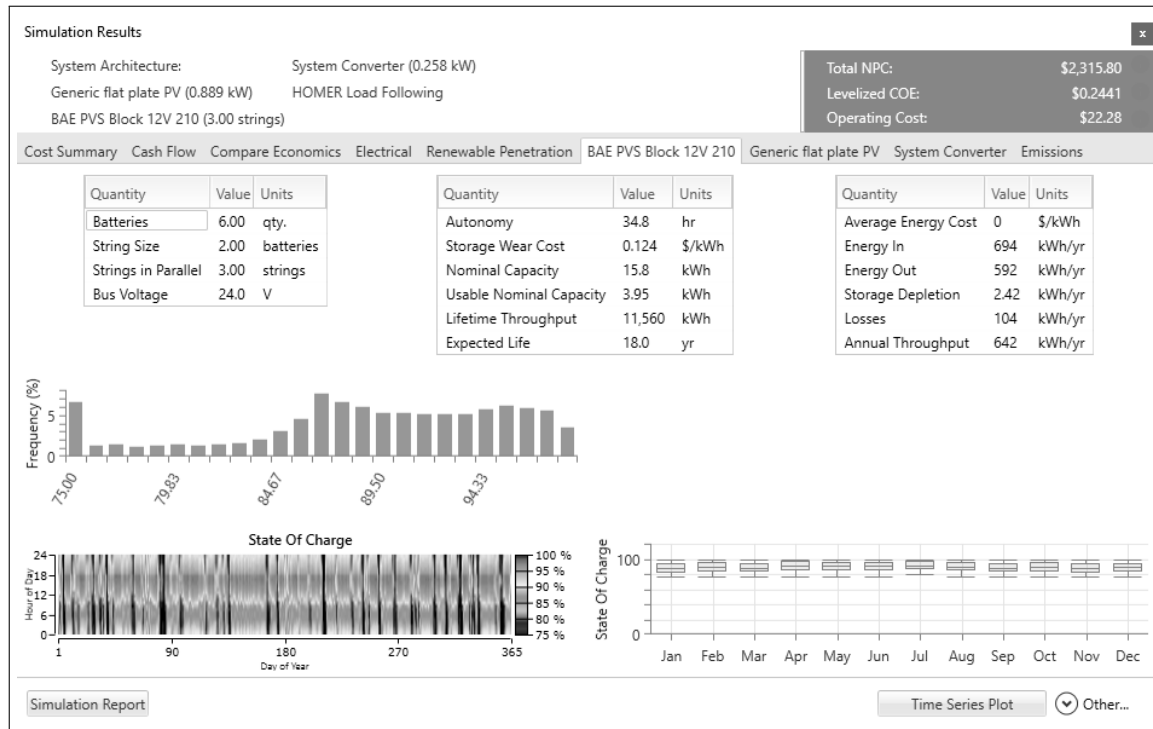 Simulation Results
x
System Architecture:
System Converter (0.258 kW)
Generic flat plate PV (0.889 kW)
HOMER Load Following
BAE PVS Block 12V 210 (3.00 strings)
Total NPC: $2,315.80
Levelized COE: $0.2441
Operating Cost: $22.28
Cost Summary Cash Flow Compare Economics Electrical Renewable Penetration BAE PVS Block 12V 210 Generic flat plate PV System Converter Emissions
Quantity Value Units
Batteries 6.00 qty.
String Size 2.00 batteries
Strings in Parallel 3.00 strings
Bus Voltage 24.0 V
Quantity Value Units
Autonomy 34.8 hr
Storage Wear Cost 0.124 $/kWh
Nominal Capacity 15.8 kWh
Usable Nominal Capacity 3.95 kWh
Lifetime Throughput 11,560 kWh
Expected Life 18.0 yr
Quantity Value Units
Average Energy Cost 0 $/kWh
Energy In 694 kWh/yr
Energy Out 592 kWh/yr
Storage Depletion 2.42 kWh/yr
Losses 104 kWh/yr
Annual Throughput 642 kWh/yr
Frequency (%)
5
0
75.00 79.83 84.67 89.50 94.33
State Of Charge
Hour of Day
24
18
12
6
0
1 90 180 270 365
Day of Year
100 %
95 %
90 %
85 %
80 %
75 %
State Of Charge
100
0
Jan Feb Mar Apr May Jun Jul Aug Sep Oct Nov Dec
Simulation Report
Time Series Plot
Other...